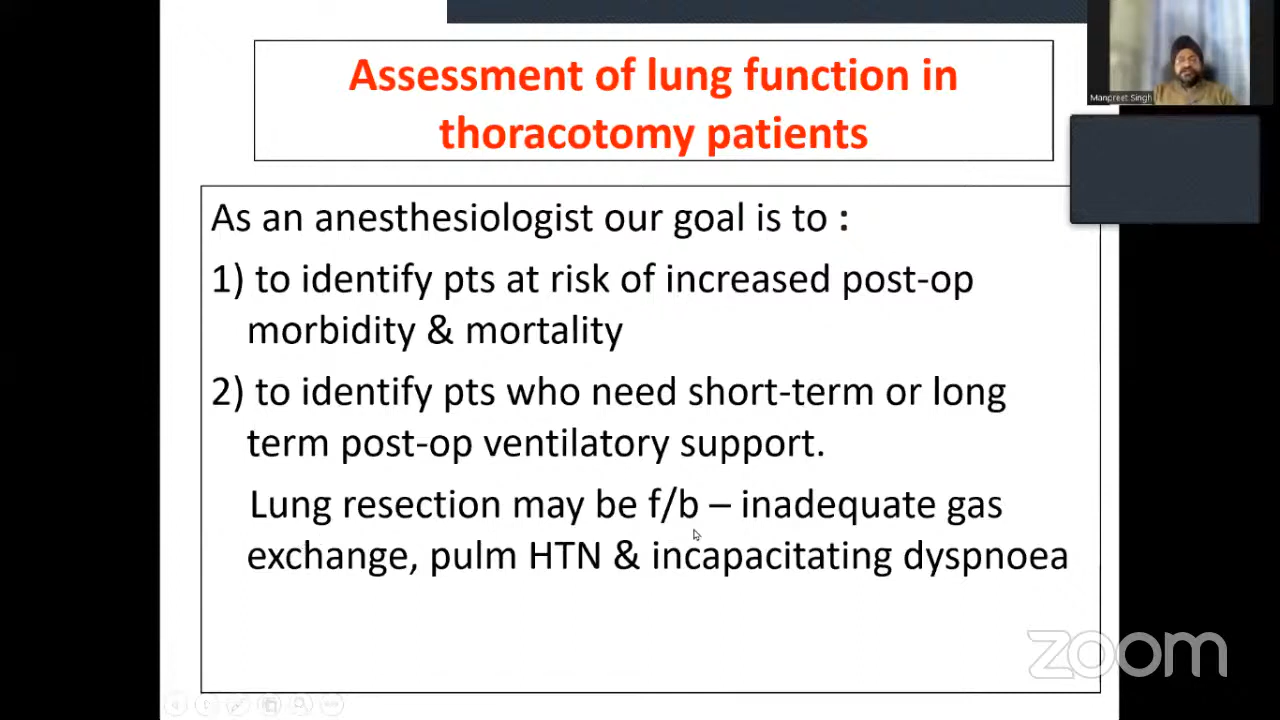 Assessment of lung function in
thoracotomy patients
Manpreet Singh
As an anesthesiologist our goal is to :
1) to identify pts at risk of increased post-op
morbidity & mortality
2) to identify pts who need short-term or long
term post-op ventilatory support.
Lung resection may be f/b – inadequate gas
exchange, pulm HTN & incapacitating dyspnoea
zoom